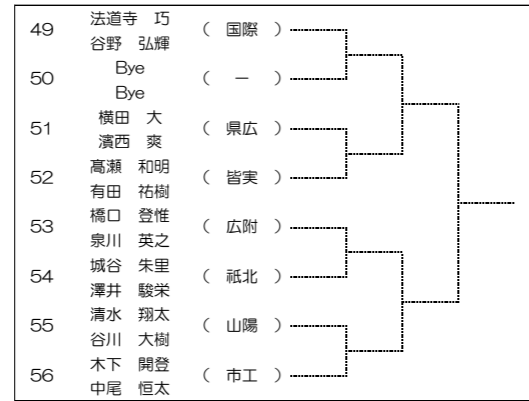 49 法道寺 巧 ( 国際 )
谷野 弘輝
50 Bye ( ー )
Bye
51 横田 大 ( 県広 )
濱西 爽
52 髙瀬 和明 ( 皆実 )
有田 祐樹
53 橋口 登惟 ( 広附 )
泉川 英之
54 城谷 朱里 ( 祇北 )
澤井 駿栄
55 清水 翔太 ( 山陽 )
谷川 大樹
56 木下 開登 ( 市工 )
中尾 恒太